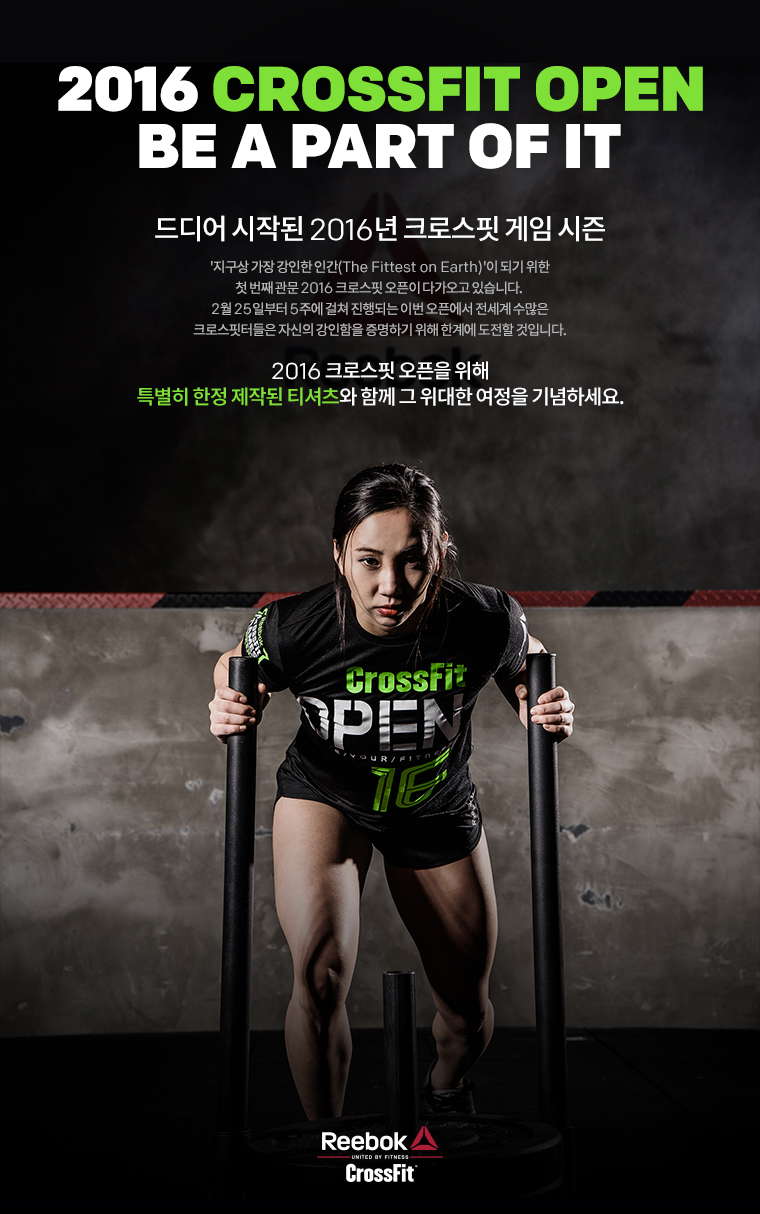 2016 CROSSFIT OPEN
BE A PART OF IT
드디어 시작된 2016년 크로스핏 게임 시즌
'지구상 가장 강인한 인간(The Fittest on Earth)'이 되기 위한
첫 번째 관문 2016 크로스핏 오픈이 다가오고 있습니다.
2월 25일부터 5주에 걸쳐 진행되는 이번 오픈에서 전세계 수많은
크로스핏터들은 자신의 강인함을 증명하기 위해 한계에 도전할 것입니다.
2016 크로스핏 오픈을 위해
특별히 한정 제작된 티셔츠와 함께 그 위대한 여정을 기념하세요.
CrossFit
OPEN
/YOUR/FITNE
16
Reebok
UNITED BY FITNESS
CrossFit